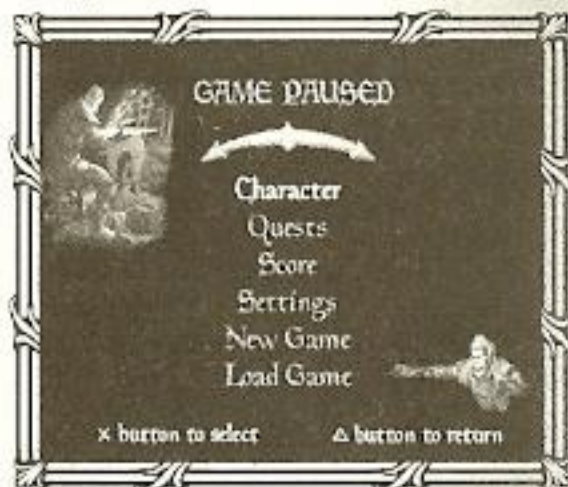 GAME PAUSED
Character
Quests
Score
Settings
New Game
Load Game
× button to select △ button to return